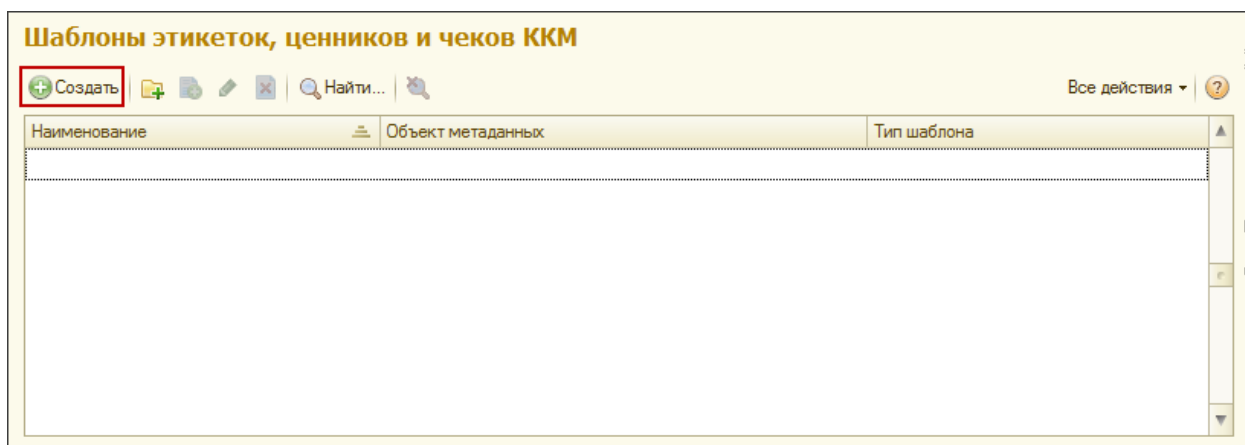 Шаблоны этикеток, ценников и чеков ККМ
Создать Найти... Все действия ?
Наименование Объект метаданных Тип шаблона